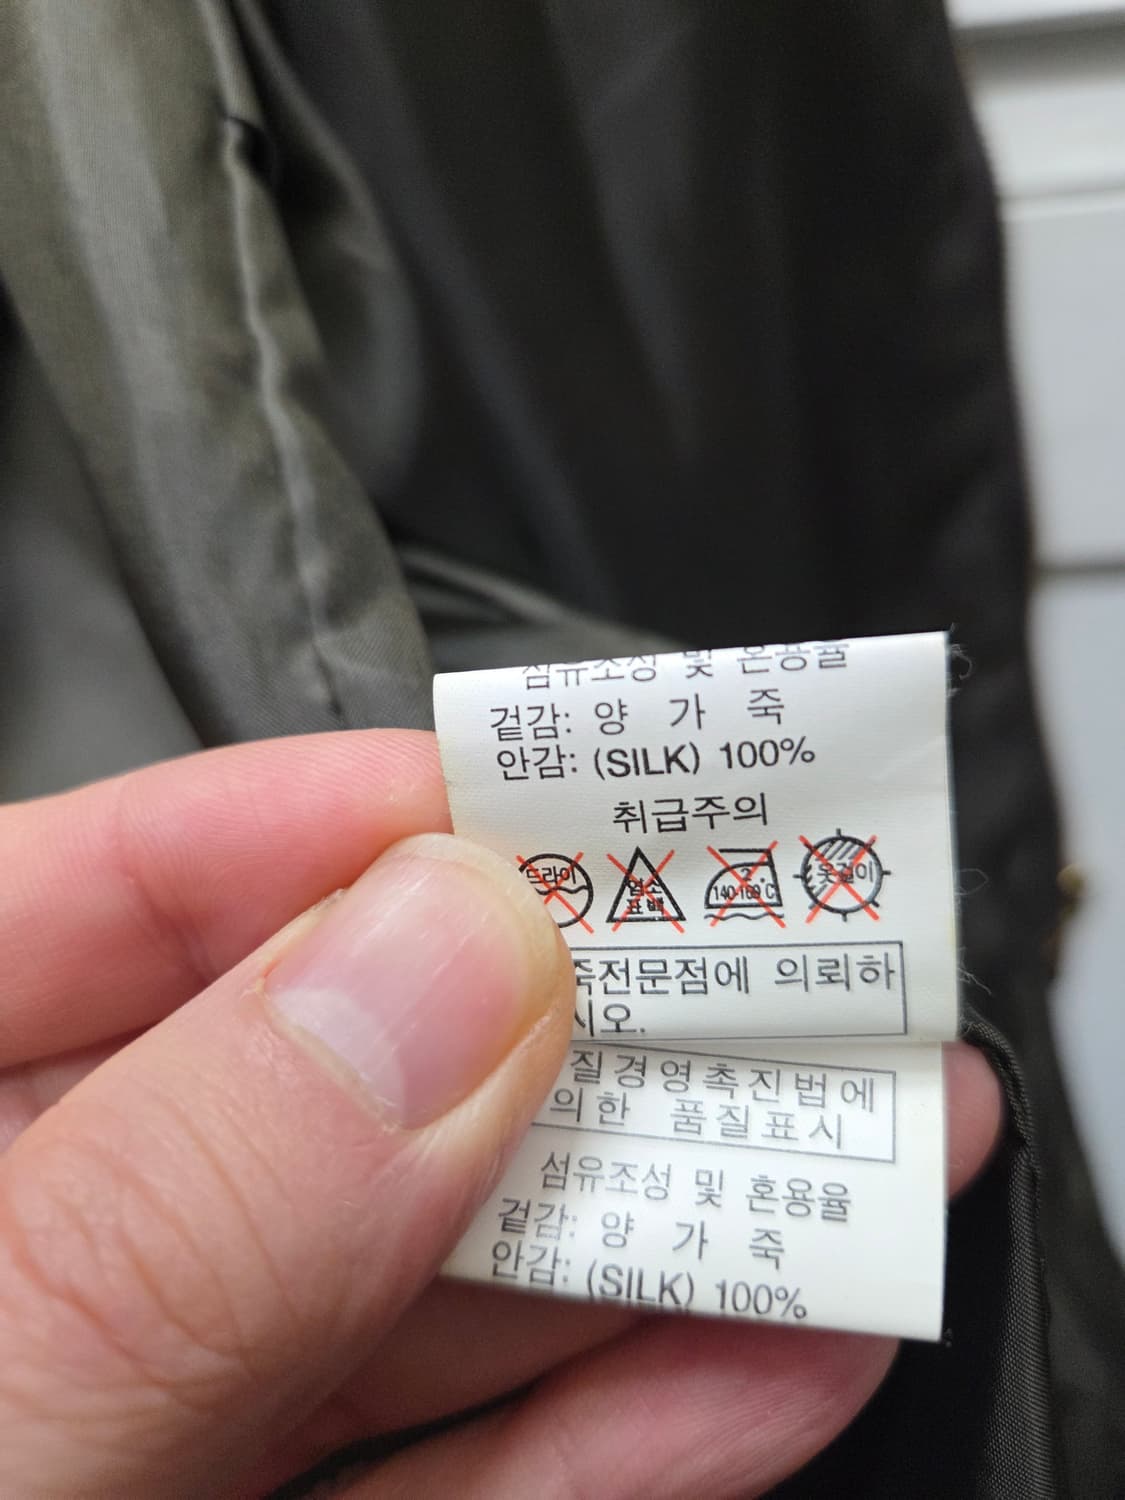 섬유조성 및 혼용율
겉감: 양 가 죽
안감: (SILK) 100%
취급주의
드라이
염소
표백
2.
140-160℃
옷걸이
죽전문점에 의뢰하
시오.
질경영촉진법에
의한 품질표시
섬유조성 및 혼용율
겉감: 양 가 죽
안감: (SILK) 100%